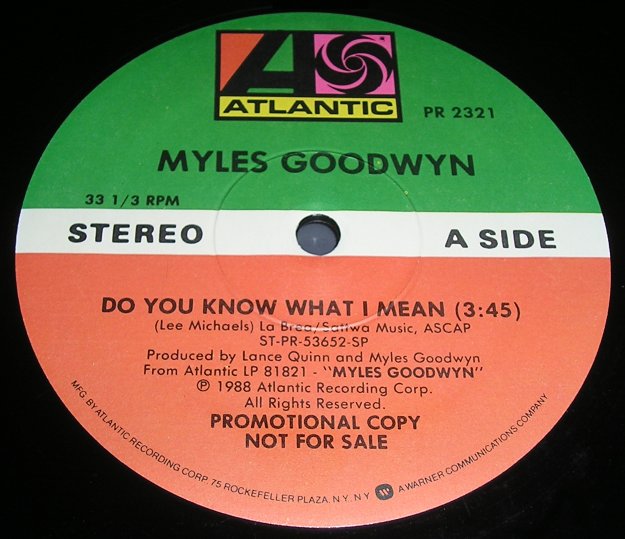 ATLANTIC
PR 2321
MYLES GOODWYN
33 1/3 RPM
STEREO
A SIDE
DO YOU KNOW WHAT I MEAN (3:45)
(Lee Michaels) La Brea/Sattwa Music, ASCAP
ST-PR-53652-SP
Produced by Lance Quinn and Myles Goodwyn
From Atlantic LP 81821 - "MYLES GOODWYN"
℗ 1988 Atlantic Recording Corp.
All Rights Reserved.
PROMOTIONAL COPY
NOT FOR SALE
MFG. BY ATLANTIC RECORDING CORP. 75 ROCKEFELLER PLAZA, N.Y. N.Y. A WARNER COMMUNICATIONS COMPANY